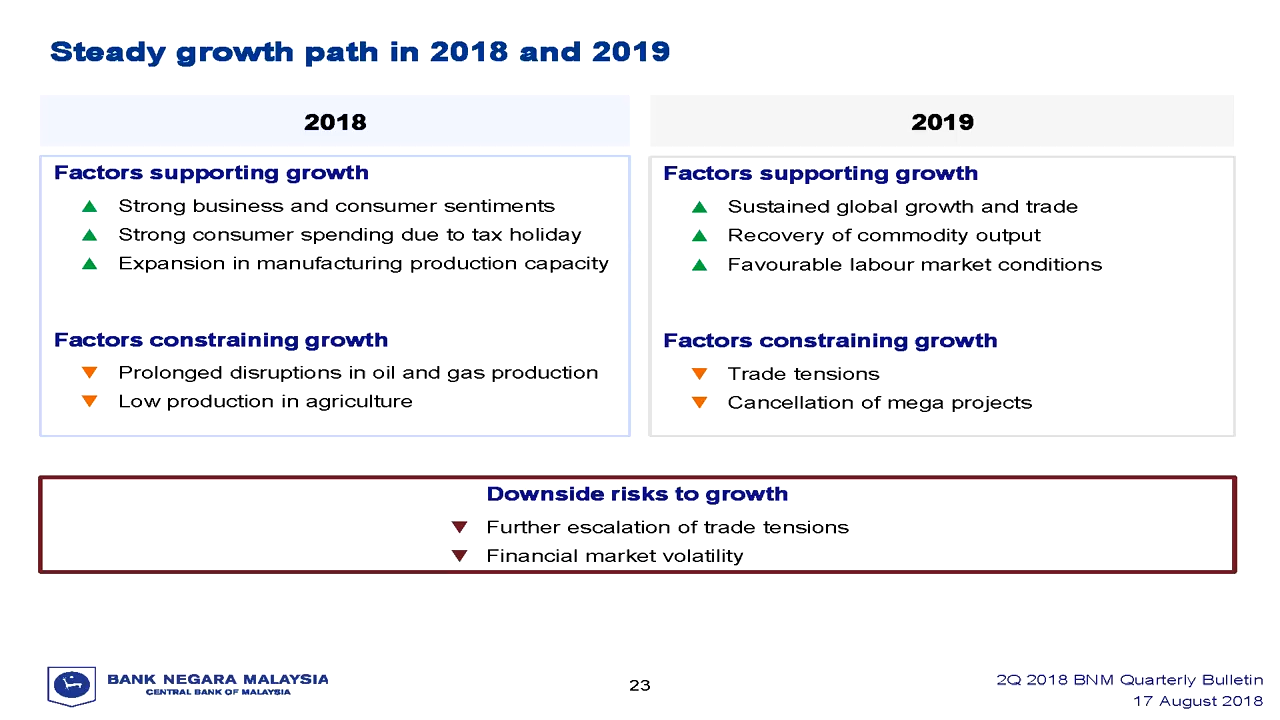 Steady growth path in 2018 and 2019
2018
Factors supporting growth
Strong business and consumer sentiments
Strong consumer spending due to tax holiday
Expansion in manufacturing production capacity
Factors constraining growth
Prolonged disruptions in oil and gas production
Low production in agriculture
2019
Factors supporting growth
Sustained global growth and trade
Recovery of commodity output
Favourable labour market conditions
Factors constraining growth
Trade tensions
Cancellation of mega projects
Downside risks to growth
Further escalation of trade tensions
Financial market volatility
BANK NEGARA MALAYSIA
CENTRAL BANK OF MALAYSIA
23
2Q 2018 BNM Quarterly Bulletin
17 August 2018